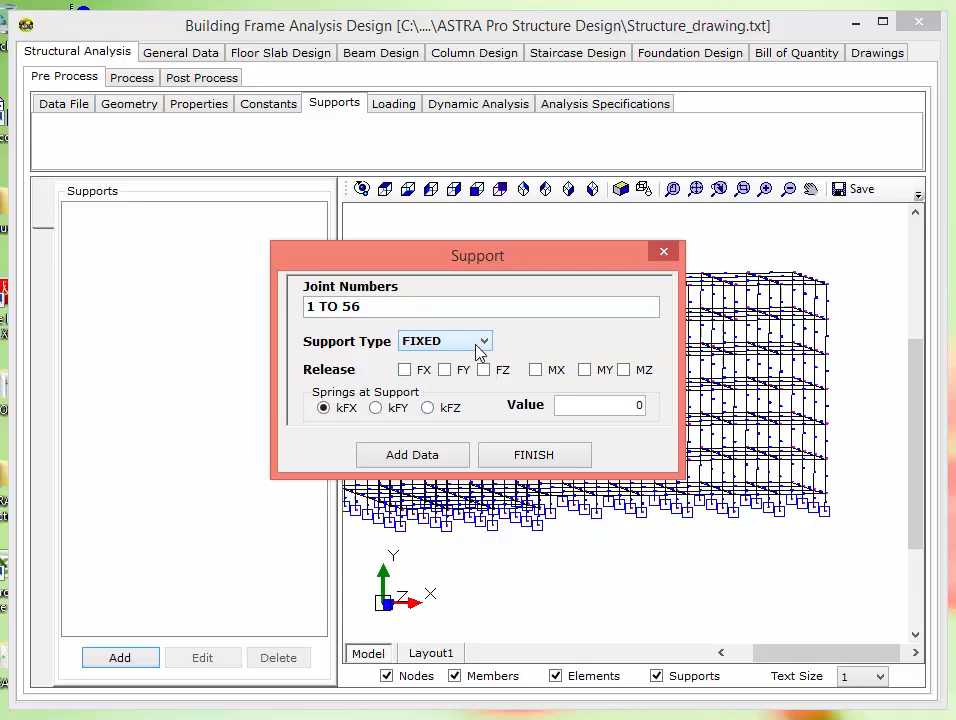 Building Frame Analysis Design [C:\....\ASTRA Pro Structure Design\Structure_drawing.txt]
Structural Analysis General Data Floor Slab Design Beam Design Column Design Staircase Design Foundation Design Bill of Quantity Drawings
Pre Process Process Post Process
Data File Geometry Properties Constants Supports Loading Dynamic Analysis Analysis Specifications
Supports
Save
Support
Joint Numbers
1 TO 56
Support Type FIXED
Release FX FY FZ MX MY MZ
Springs at Support
kFX kFY kFZ Value 0
Add Data FINISH
Y
Z X
Model Layout1
Add Edit Delete
Nodes Members Elements Supports Text Size 1